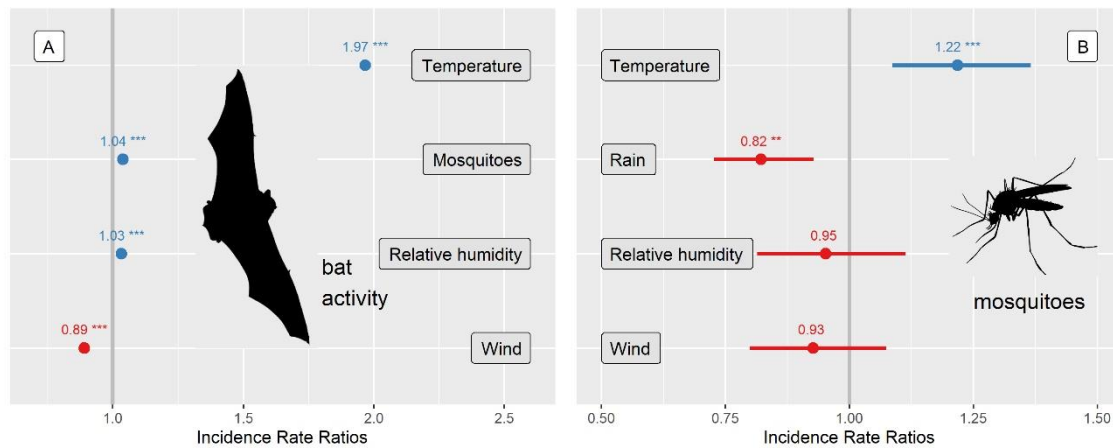 A
1.97 ***
Temperature
1.04 ***
Mosquitoes
1.03 ***
Relative humidity
bat
activity
0.89 ***
Wind
1.0 1.5 2.0 2.5
Incidence Rate Ratios
B
1.22 ***
Temperature
0.82 **
Rain
0.95
Relative humidity
mosquitoes
0.93
Wind
0.50 0.75 1.00 1.25 1.50
Incidence Rate Ratios